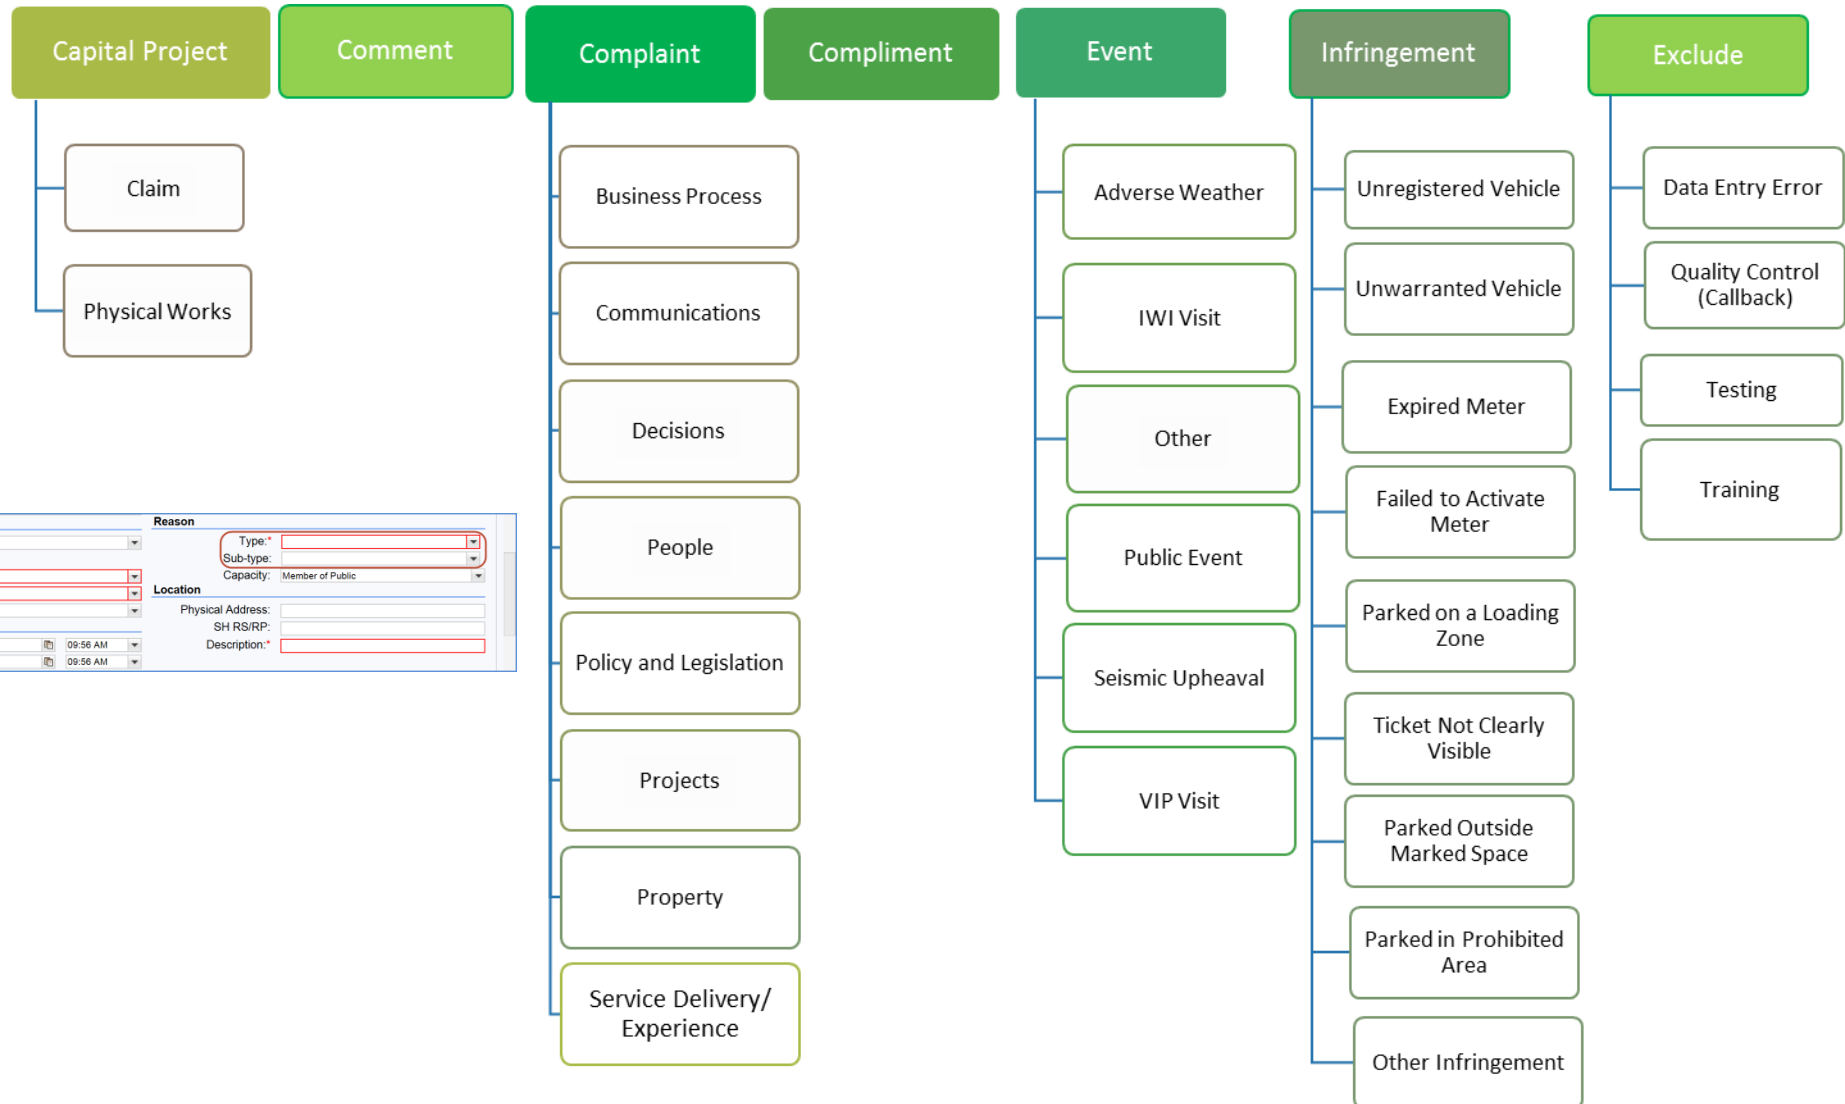 Capital Project
Comment
Complaint
Compliment
Event
Infringement
Exclude
Claim
Physical Works
Business Process
Communications
Decisions
People
Policy and Legislation
Projects
Property
Service Delivery/
Experience
Adverse Weather
IWI Visit
Other
Public Event
Seismic Upheaval
VIP Visit
Unregistered Vehicle
Unwarranted Vehicle
Expired Meter
Failed to Activate
Meter
Parked on a Loading
Zone
Ticket Not Clearly
Visible
Parked Outside
Marked Space
Parked in Prohibited
Area
Other Infringement
Data Entry Error
Quality Control
(Callback)
Testing
Training
Reason
Type:*
Sub-type:
Capacity: Member of Public
Location
Physical Address:
SH RS/RP:
Description:*
09:56 AM
09:56 AM